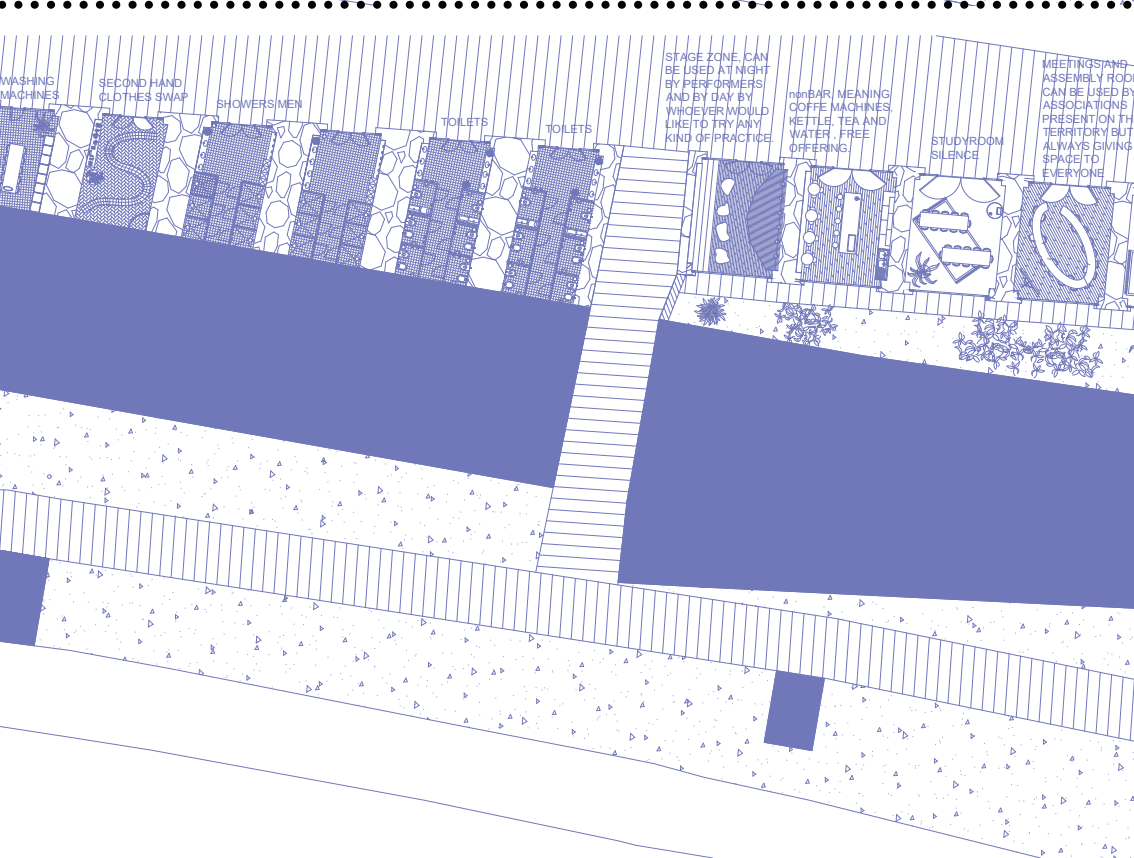 WASHING
MACHINES
SECOND HAND
CLOTHES SWAP
SHOWERS MEN
TOILETS
TOILETS
STAGE ZONE, CAN
BE USED AT NIGHT
BY PERFORMERS
AND BY DAY BY
WHOEVER WOULD
LIKE TO TRY ANY
KIND OF PRACTICE.
nonBAR, MEANING
COFFE MACHINES,
KETTLE, TEA AND
WATER , FREE
OFFERING.
STUDYROOM
SILENCE
MEETINGS AND
ASSEMBLY ROO
CAN BE USED BY
ASSOCIATIONS
PRESENT ON TH
TERRITORY BUT
ALWAYS GIVING
SPACE TO
EVERYONE